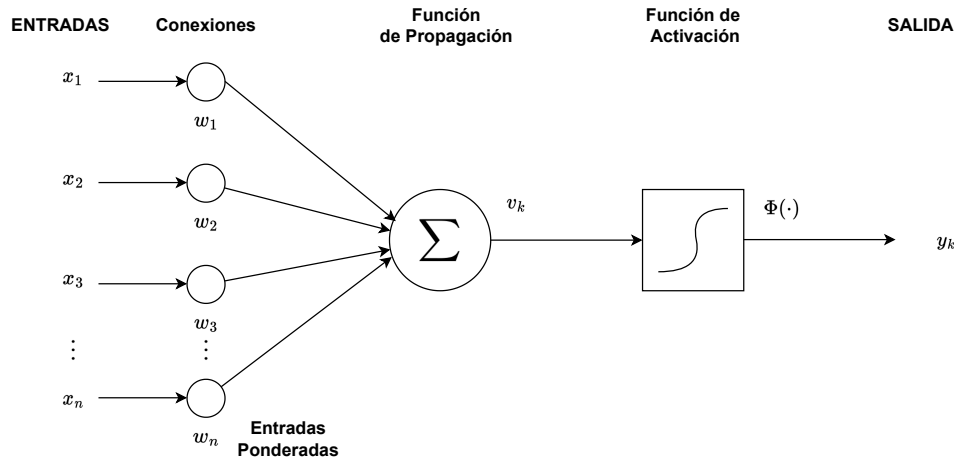 ENTRADAS
Conexiones
Función
de Propagación
Función de
Activación
SALIDA
x₁
w₁
x₂
w₂
x₃
w₃
⋮
⋮
xₙ
wₙ
Entradas
Ponderadas
∑
vₖ
Φ(·)
yₖ